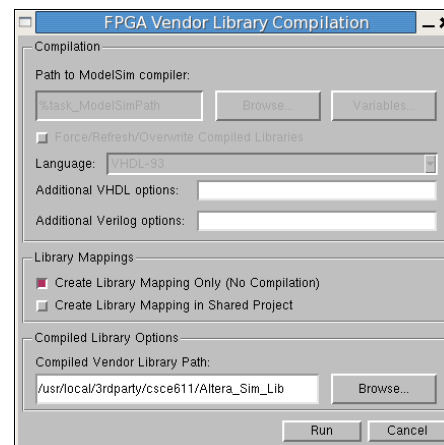 FPGA Vendor Library Compilation
Compilation
Path to ModelSim compiler:
%task_ModelSimPath Browse... Variables...
Force/Refresh/Overwrite Compiled Libraries
Language: VHDL-93
Additional VHDL options:
Additional Verilog options:
Library Mappings
Create Library Mapping Only (No Compilation)
Create Library Mapping in Shared Project
Compiled Library Options
Compiled Vendor Library Path:
/usr/local/3rdparty/csce611/Altera_Sim_Lib Browse...
Run Cancel